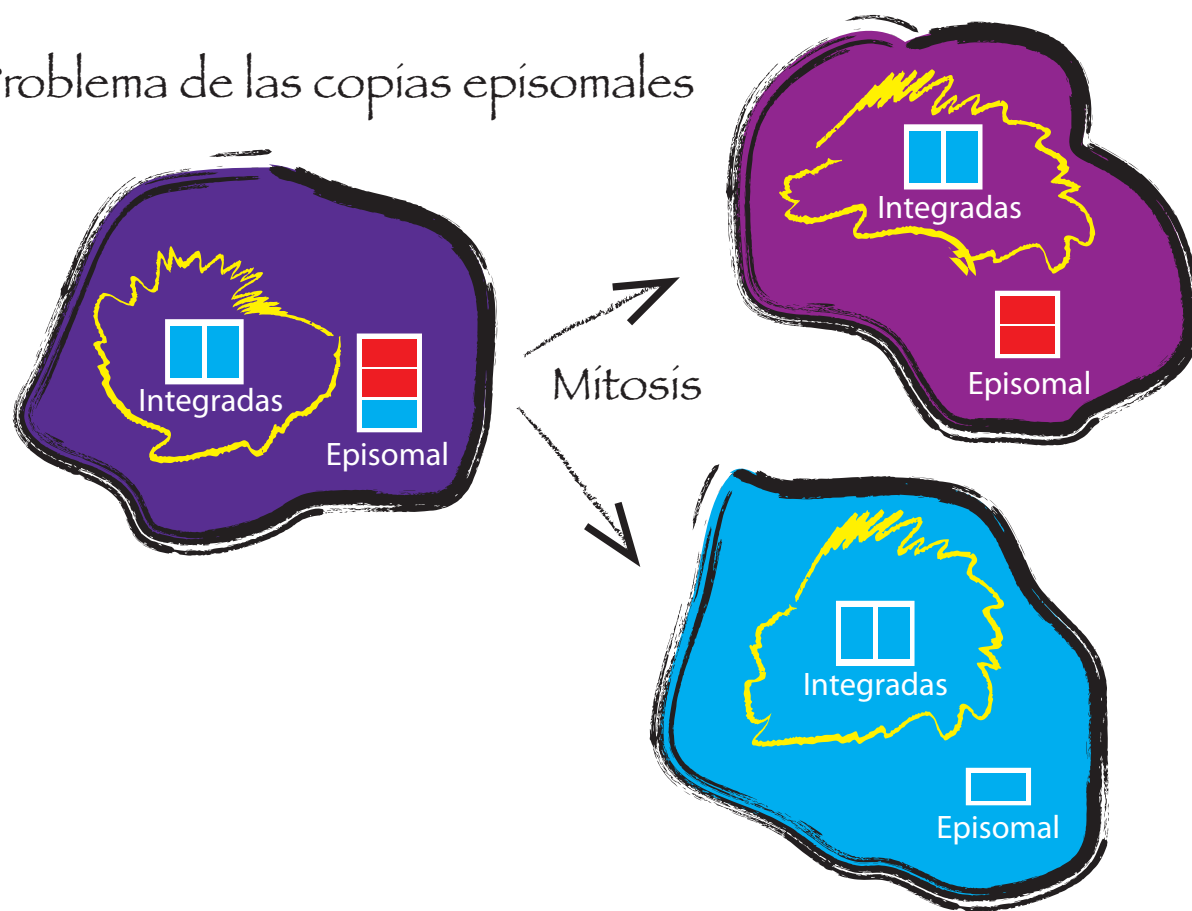 roblema de las copias episomales
Integradas
Episomal
Mitosis
Integradas
Episomal
Integradas
Episomal